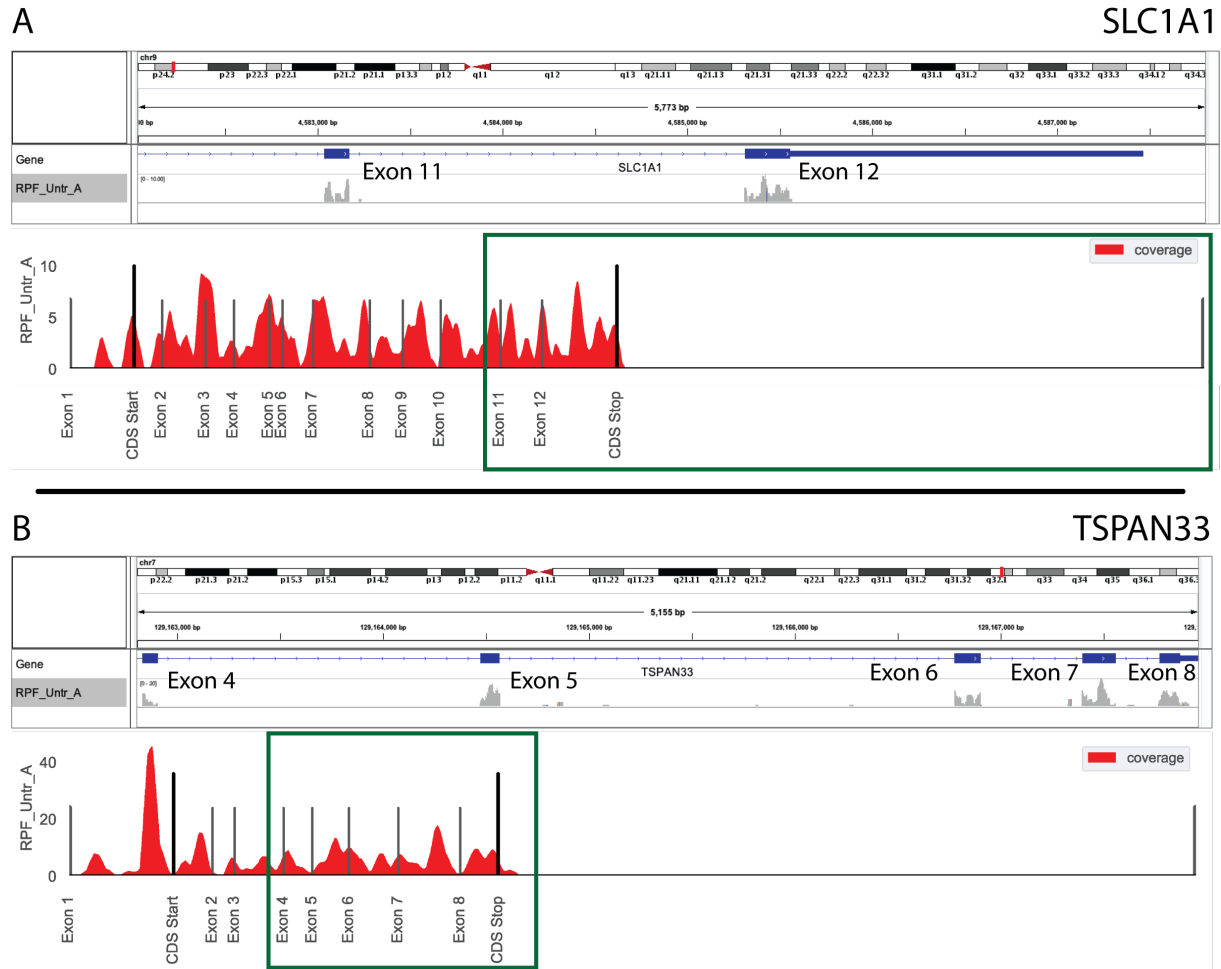 A
SLC1A1
chr9
p24.2 p23 p22.3 p22.1 p21.2 p21.1 p13.3 p12 q11 q12 q13 q21.11 q21.13 q21.31 q21.33 q22.2 q22.32 q31.1 q31.2 q32 q33.1 q33.2 q33.3 q34.12 q34.3
5,773 bp
00 bp 4,583,000 bp 4,584,000 bp 4,585,000 bp 4,586,000 bp 4,587,000 bp
Gene
Exon 11 SLC1A1 Exon 12
RPF_Untr_A
[0 - 10.00]
coverage
RPF_Untr_A
10
5
0
Exon 1 CDS Start Exon 2 Exon 3 Exon 4 Exon 5 Exon 6 Exon 7 Exon 8 Exon 9 Exon 10 Exon 11 Exon 12 CDS Stop
B
TSPAN33
chr7
p22.2 p21.3 p21.2 p15.3 p15.1 p14.2 p13 p12.2 p11.2 q11.1 q11.22 q11.23 q21.11 q21.12 q21.2 q22.1 q22.3 q31.1 q31.2 q31.32 q32.1 q33 q34 q35 q36.1 q36.3
5,155 bp
129,163,000 bp 129,164,000 bp 129,165,000 bp 129,166,000 bp 129,167,000 bp 129,
Gene
Exon 4 Exon 5 TSPAN33 Exon 6 Exon 7 Exon 8
RPF_Untr_A
[0 - 20]
coverage
RPF_Untr_A
40
20
0
Exon 1 CDS Start Exon 2 Exon 3 Exon 4 Exon 5 Exon 6 Exon 7 Exon 8 CDS Stop